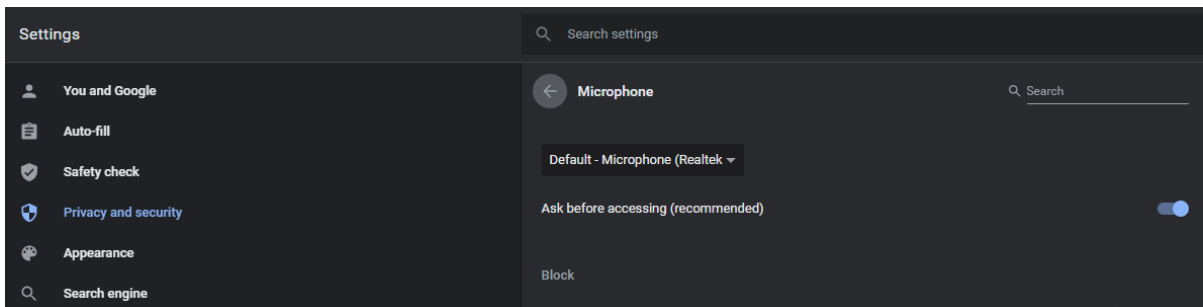 Settings
Search settings
You and Google
Auto-fill
Safety check
Privacy and security
Appearance
Search engine
Microphone
Search
Default - Microphone (Realtek
Ask before accessing (recommended)
Block